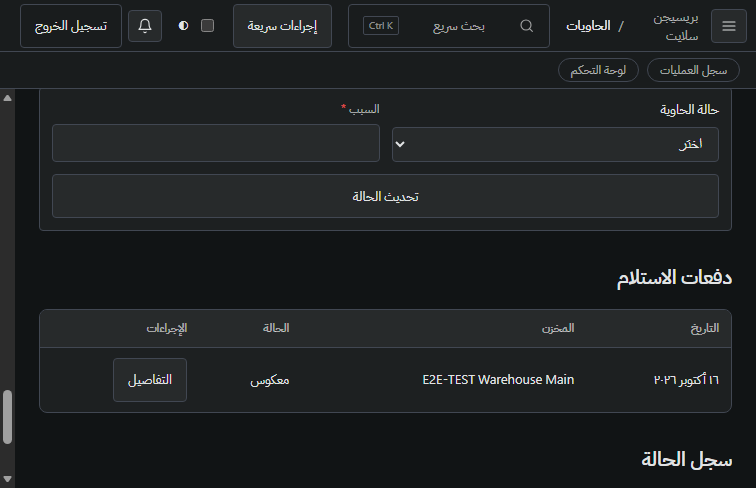 بريسيجن
سلايت
/
الحاويات
بحث سريع
Ctrl K
إجراءات سريعة
تسجيل الخروج
سجل العمليات
لوحة التحكم
حالة الحاوية
السبب *
اختر
تحديث الحالة
دفعات الاستلام
التاريخ المخزن الحالة الإجراءات
١٦ أكتوبر ٢٠٢٦ E2E-TEST Warehouse Main معكوس التفاصيل
سجل الحالة